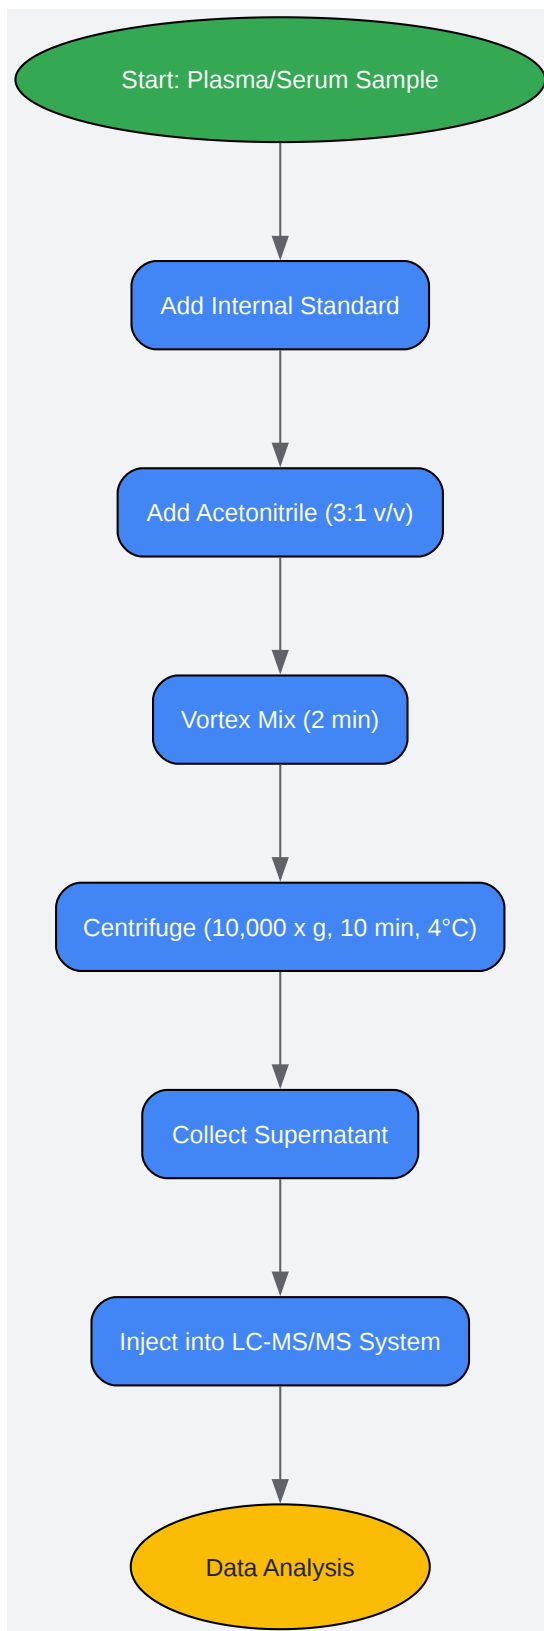 Start: Plasma/Serum Sample
Add Internal Standard
Add Acetonitrile (3:1 v/v)
Vortex Mix (2 min)
Centrifuge (10,000 x g, 10 min, 4°C)
Collect Supernatant
Inject into LC-MS/MS System
Data Analysis